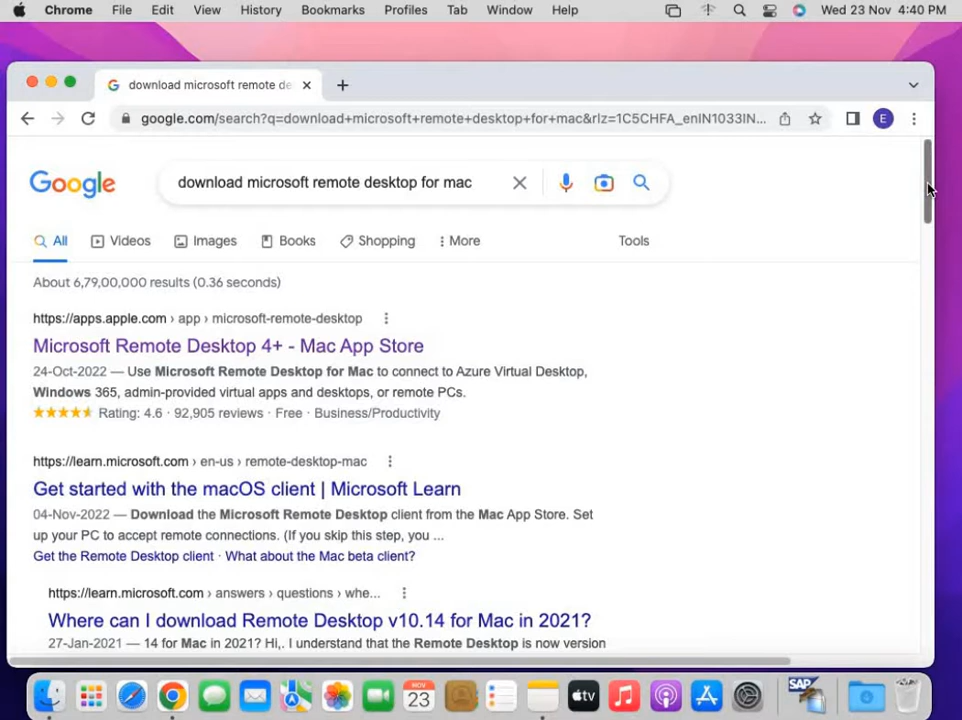 Chrome File Edit View History Bookmarks Profiles Tab Window Help Wed 23 Nov 4:40 PM
download microsoft remote de
google.com/search?q=download+microsoft+remote+desktop+for+mac&rlz=1C5CHFA_enIN1033IN... E
Google download microsoft remote desktop for mac
All Videos Images Books Shopping More Tools
About 6,79,00,000 results (0.36 seconds)
https://apps.apple.com › app › microsoft-remote-desktop
Microsoft Remote Desktop 4+ - Mac App Store
24-Oct-2022 — Use Microsoft Remote Desktop for Mac to connect to Azure Virtual Desktop,
Windows 365, admin-provided virtual apps and desktops, or remote PCs.
Rating: 4.6 · 92,905 reviews · Free · Business/Productivity
https://learn.microsoft.com › en-us › remote-desktop-mac
Get started with the macOS client | Microsoft Learn
04-Nov-2022 — Download the Microsoft Remote Desktop client from the Mac App Store. Set
up your PC to accept remote connections. (If you skip this step, you ...
Get the Remote Desktop client · What about the Mac beta client?
https://learn.microsoft.com › answers › questions › whe...
Where can I download Remote Desktop v10.14 for Mac in 2021?
27-Jan-2021 — 14 for Mac in 2021? Hi,. I understand that the Remote Desktop is now version
NOV
23
tv
SAP